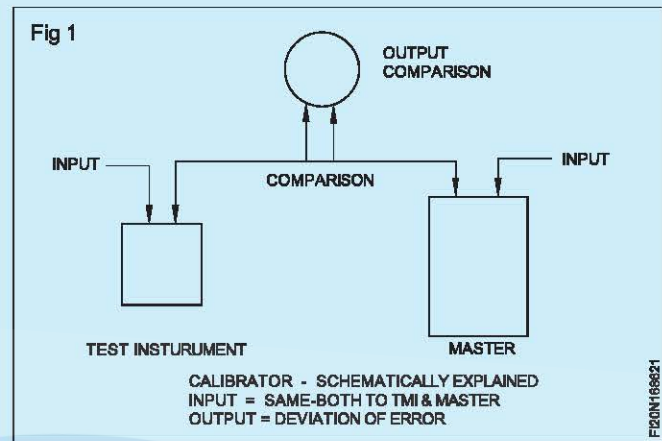 Fig 1
OUTPUT
COMPARISON
INPUT
INPUT
COMPARISON
TEST INSTURUMENT
MASTER
CALIBRATOR - SCHEMATICALLY EXPLAINED
INPUT = SAME-BOTH TO TMI & MASTER
OUTPUT = DEVIATION OF ERROR
FI20N168621